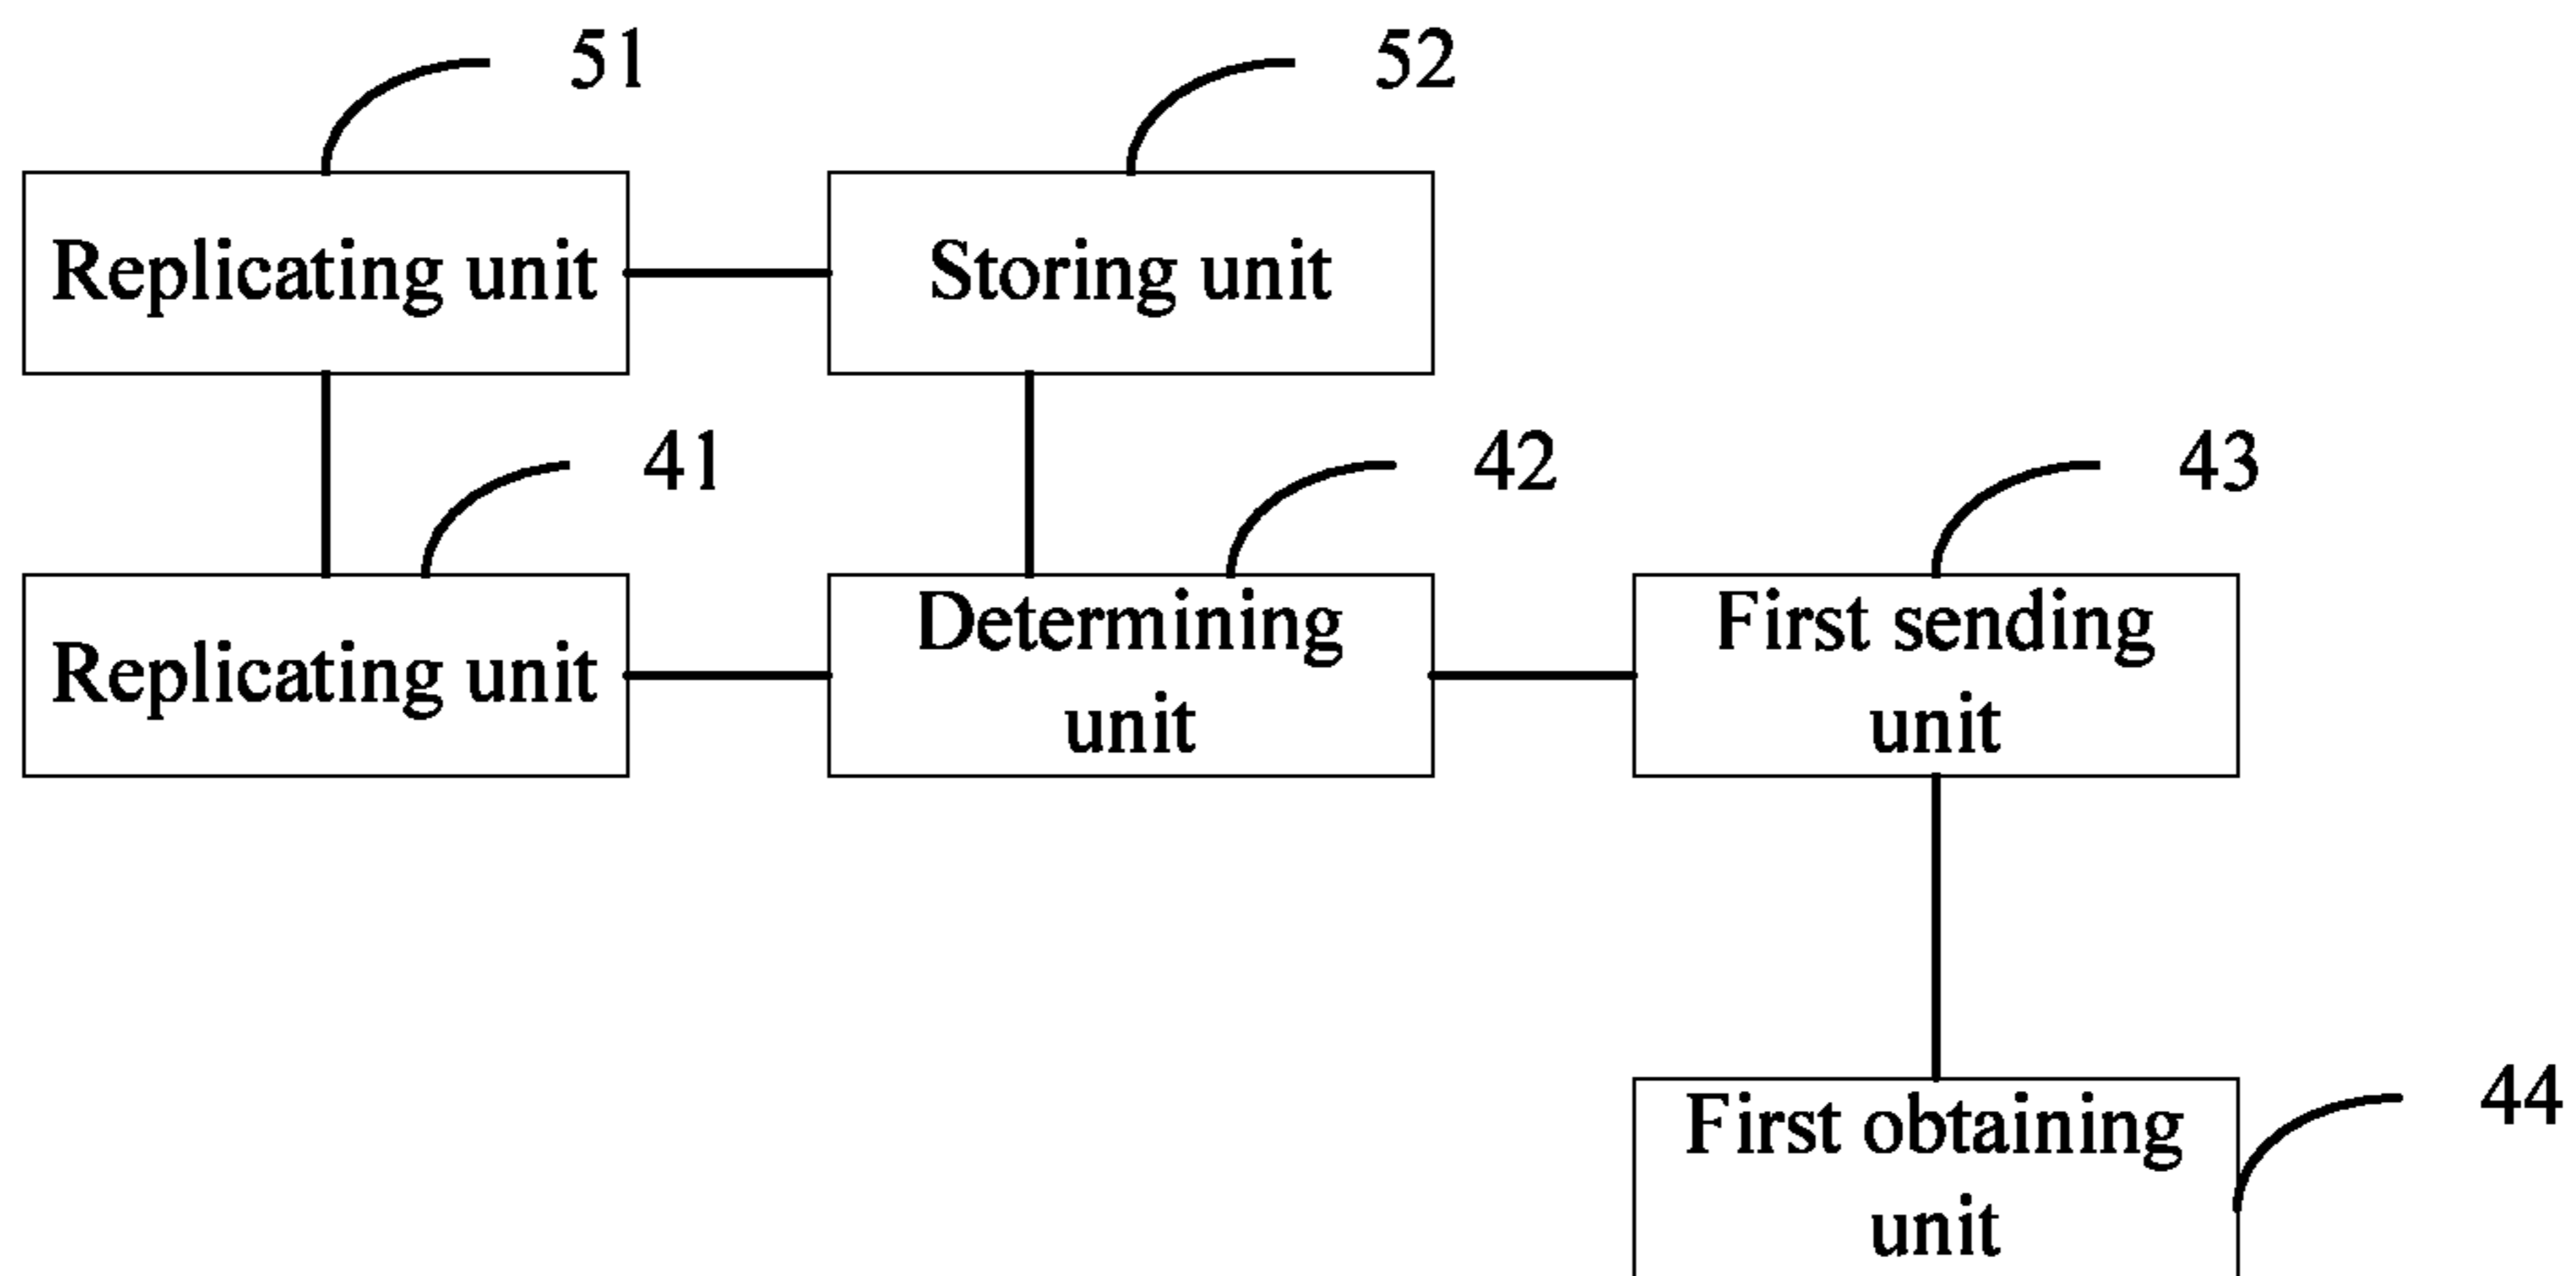 51
52
Replicating unit
Storing unit
41
42
43
Replicating unit
Determining
unit
First sending
unit
44
First obtaining
unit